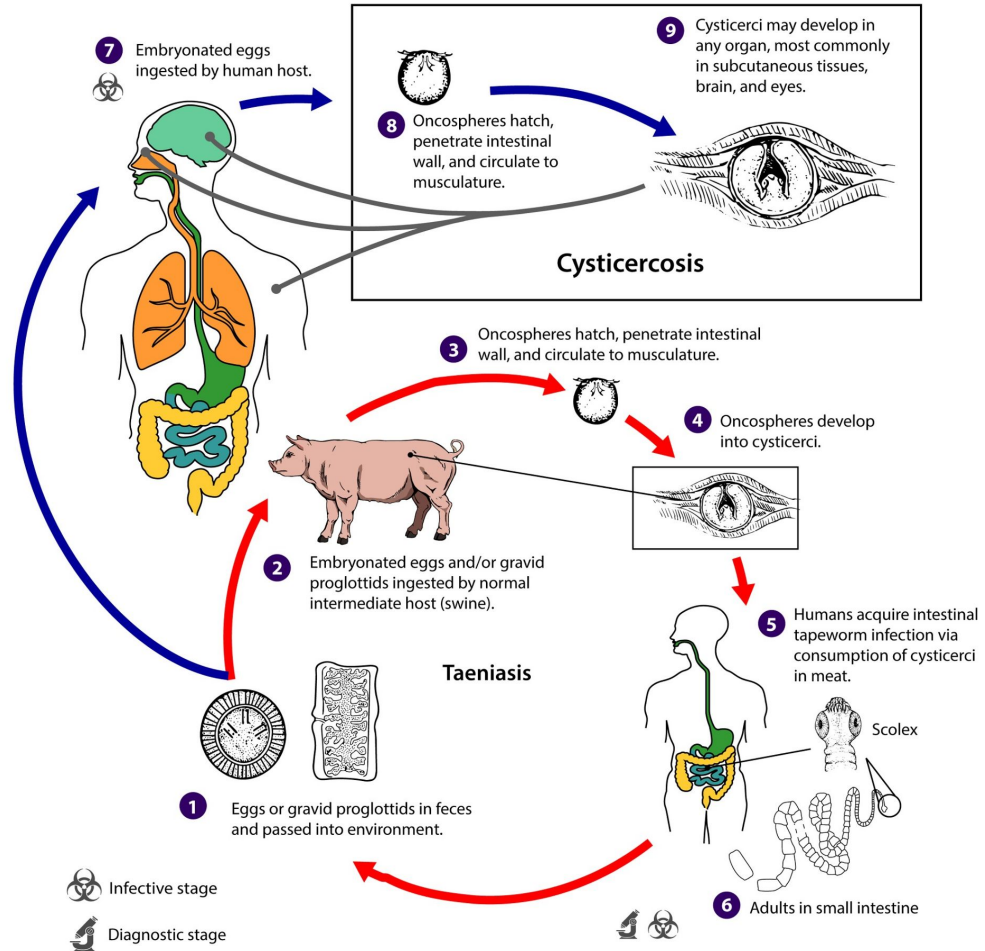 7 Embryonated eggs
ingested by human host.
8 Oncospheres hatch,
penetrate intestinal
wall, and circulate to
musculature.
9 Cysticerci may develop in
any organ, most commonly
in subcutaneous tissues,
brain, and eyes.
Cysticercosis
3 Oncospheres hatch, penetrate intestinal
wall, and circulate to musculature.
4 Oncospheres develop
into cysticerci.
2 Embryonated eggs and/or gravid
proglottids ingested by normal
intermediate host (swine).
5 Humans acquire intestinal
tapeworm infection via
consumption of cysticerci
in meat.
Taeniasis
Scolex
1 Eggs or gravid proglottids in feces
and passed into environment.
6 Adults in small intestine
Infective stage
Diagnostic stage